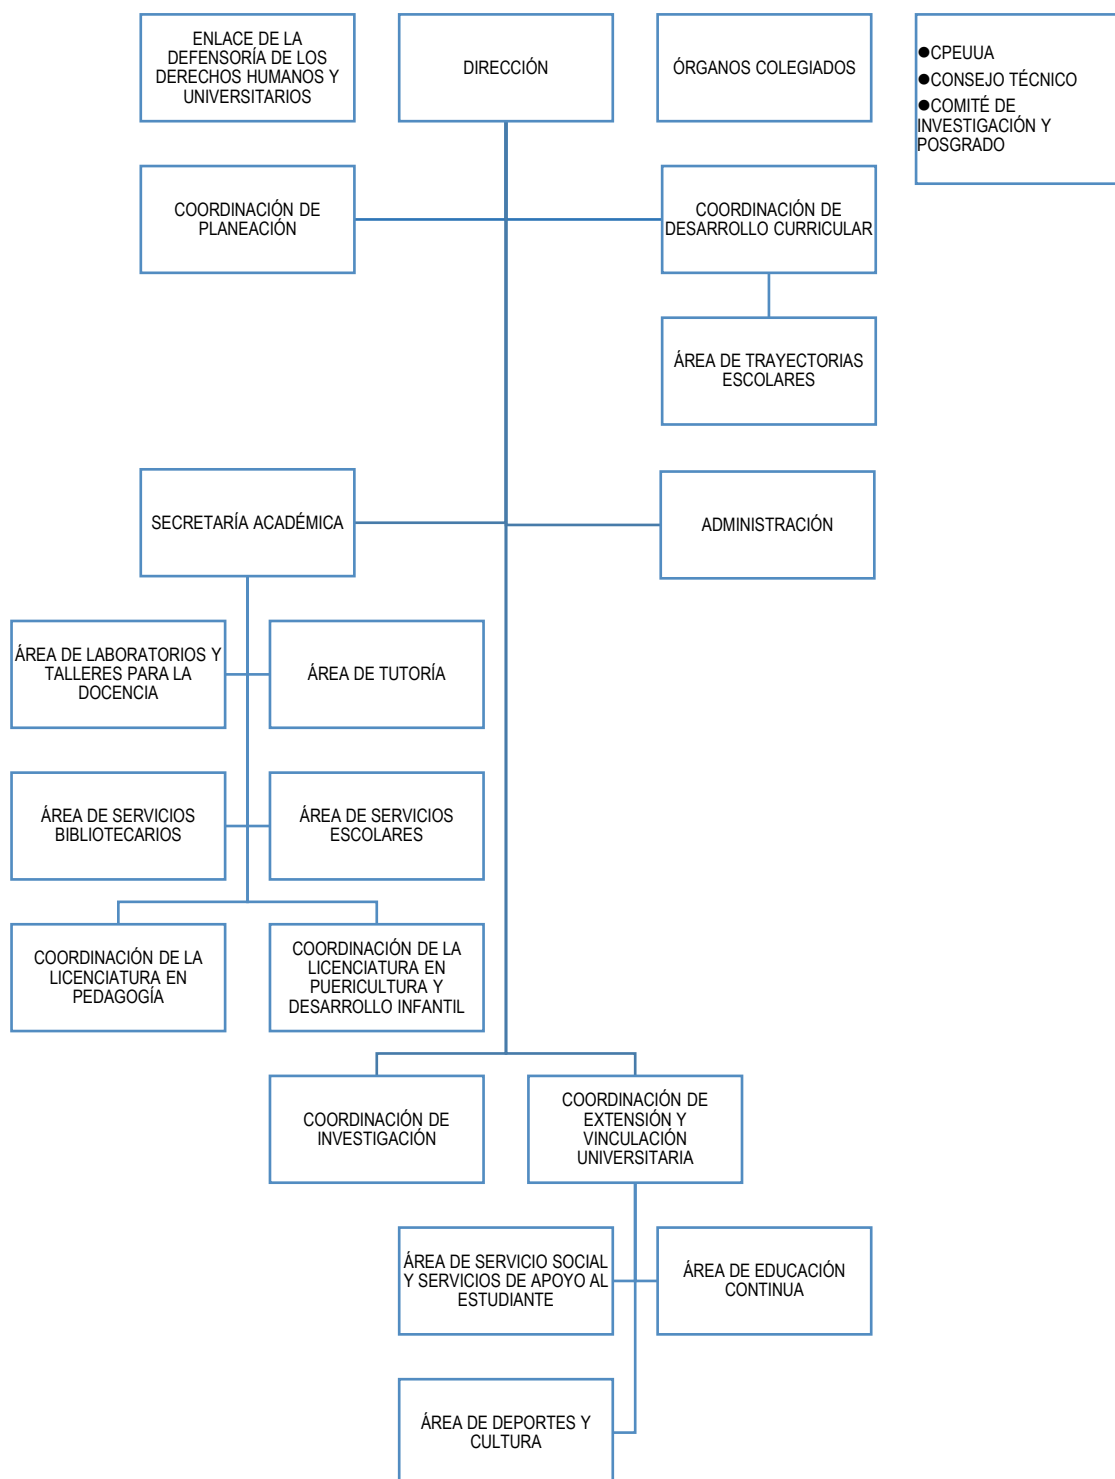 ENLACE DE LA
DEFENSORÍA DE LOS
DERECHOS HUMANOS Y
UNIVERSITARIOS
DIRECCIÓN
ÓRGANOS COLEGIADOS
●CPEUUA
●CONSEJO TÉCNICO
●COMITÉ DE
INVESTIGACIÓN Y
POSGRADO
COORDINACIÓN DE
PLANEACIÓN
COORDINACIÓN DE
DESARROLLO CURRICULAR
ÁREA DE TRAYECTORIAS
ESCOLARES
SECRETARÍA ACADÉMICA
ADMINISTRACIÓN
ÁREA DE LABORATORIOS Y
TALLERES PARA LA
DOCENCIA
ÁREA DE TUTORÍA
ÁREA DE SERVICIOS
BIBLIOTECARIOS
ÁREA DE SERVICIOS
ESCOLARES
COORDINACIÓN DE LA
LICENCIATURA EN
PEDAGOGÍA
COORDINACIÓN DE LA
LICENCIATURA EN
PUERICULTURA Y
DESARROLLO INFANTIL
COORDINACIÓN DE
INVESTIGACIÓN
COORDINACIÓN DE
EXTENSIÓN Y
VINCULACIÓN
UNIVERSITARIA
ÁREA DE SERVICIO SOCIAL
Y SERVICIOS DE APOYO AL
ESTUDIANTE
ÁREA DE EDUCACIÓN
CONTINUA
ÁREA DE DEPORTES Y
CULTURA